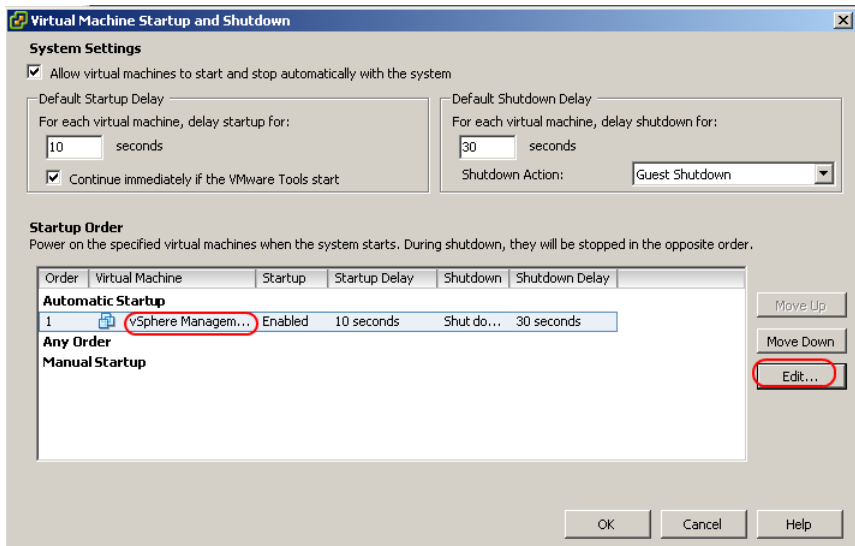 Virtual Machine Startup and Shutdown
System Settings
Allow virtual machines to start and stop automatically with the system
Default Startup Delay
For each virtual machine, delay startup for:
10 seconds
Continue immediately if the VMware Tools start
Default Shutdown Delay
For each virtual machine, delay shutdown for:
30 seconds
Shutdown Action: Guest Shutdown
Startup Order
Power on the specified virtual machines when the system starts. During shutdown, they will be stopped in the opposite order.
Order Virtual Machine Startup Startup Delay Shutdown Shutdown Delay
Automatic Startup
1 vSphere Managem... Enabled 10 seconds Shut do... 30 seconds
Any Order
Manual Startup
Move Up
Move Down
Edit...
OK Cancel Help